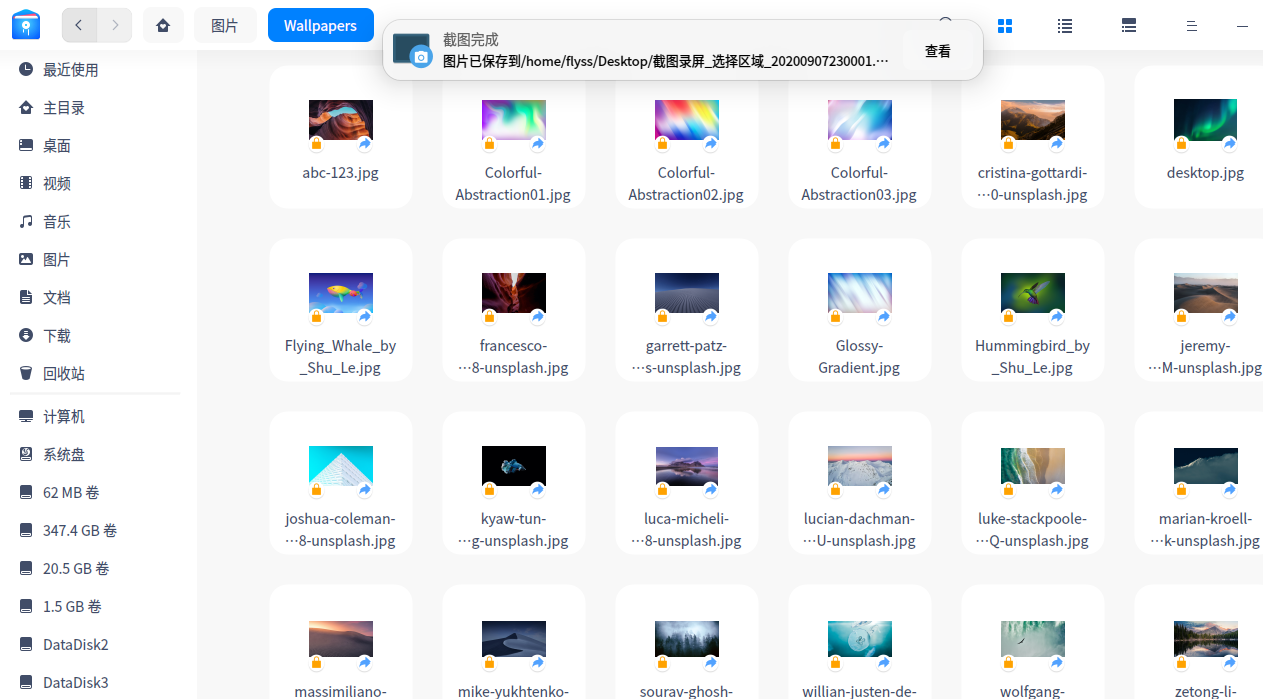 图片
Wallpapers
截图完成
图片已保存到/home/flyss/Desktop/截图录屏_选择区域_20200907230001.⋯
查看
最近使用
主目录
桌面
视频
音乐
图片
文档
下载
回收站
计算机
系统盘
62 MB 卷
347.4 GB 卷
20.5 GB 卷
1.5 GB 卷
DataDisk2
DataDisk3
abc-123.jpg
Colorful-
Abstraction01.jpg
Colorful-
Abstraction02.jpg
Colorful-
Abstraction03.jpg
cristina-gottardi-
⋯0-unsplash.jpg
desktop.jpg
Flying_Whale_by
_Shu_Le.jpg
francesco-
⋯8-unsplash.jpg
garrett-patz-
⋯s-unsplash.jpg
Glossy-
Gradient.jpg
Hummingbird_by
_Shu_Le.jpg
jeremy-
⋯M-unsplash.jpg
joshua-coleman-
⋯8-unsplash.jpg
kyaw-tun-
⋯g-unsplash.jpg
luca-micheli-
⋯8-unsplash.jpg
lucian-dachman-
⋯U-unsplash.jpg
luke-stackpoole-
⋯Q-unsplash.jpg
marian-kroell-
⋯k-unsplash.jpg
massimiliano-
mike-yukhtenko-
sourav-ghosh-
willian-justen-de-
wolfgang-
zetong-li-